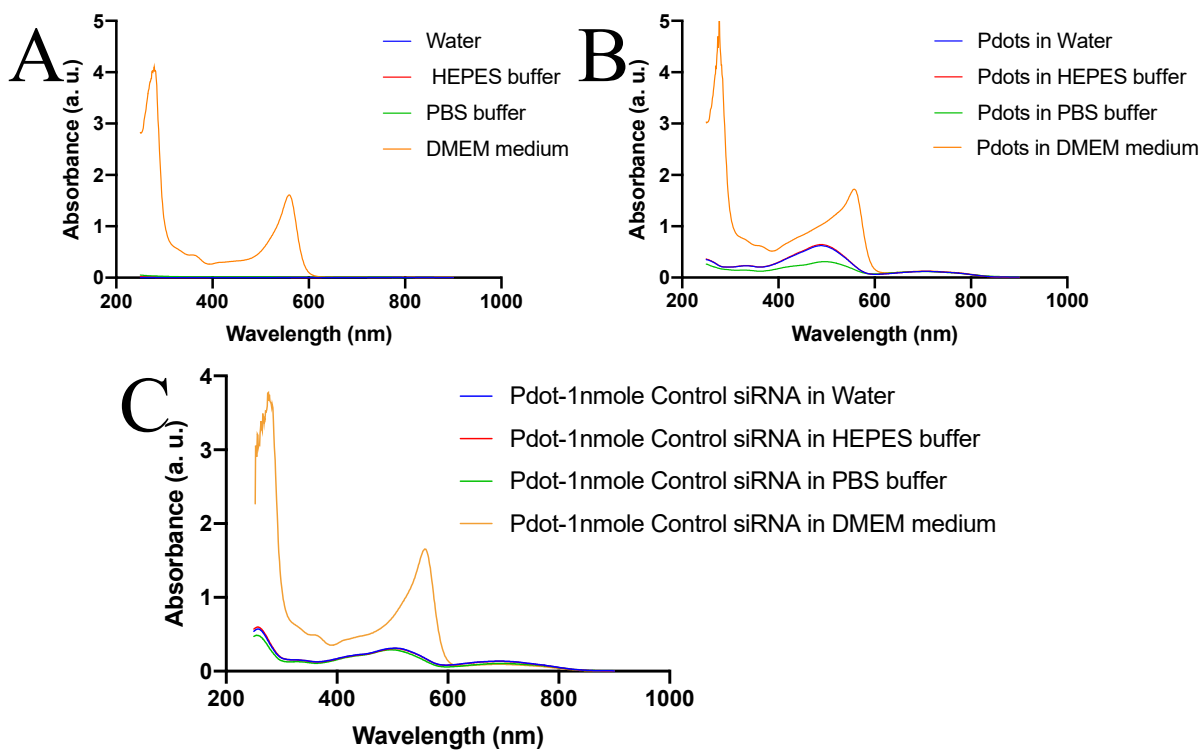 A
5
4
3
2
1
0
Absorbance (a. u.)
200
400
600
800
1000
Wavelength (nm)
Water
HEPES buffer
PBS buffer
DMEM medium
B
5
4
3
2
1
0
Absorbance (a. u.)
200
400
600
800
1000
Wavelength (nm)
Pdots in Water
Pdots in HEPES buffer
Pdots in PBS buffer
Pdots in DMEM medium
C
4
3
2
1
0
Absorbance (a. u.)
200
400
600
800
1000
Wavelength (nm)
Pdot-1nmole Control siRNA in Water
Pdot-1nmole Control siRNA in HEPES buffer
Pdot-1nmole Control siRNA in PBS buffer
Pdot-1nmole Control siRNA in DMEM medium